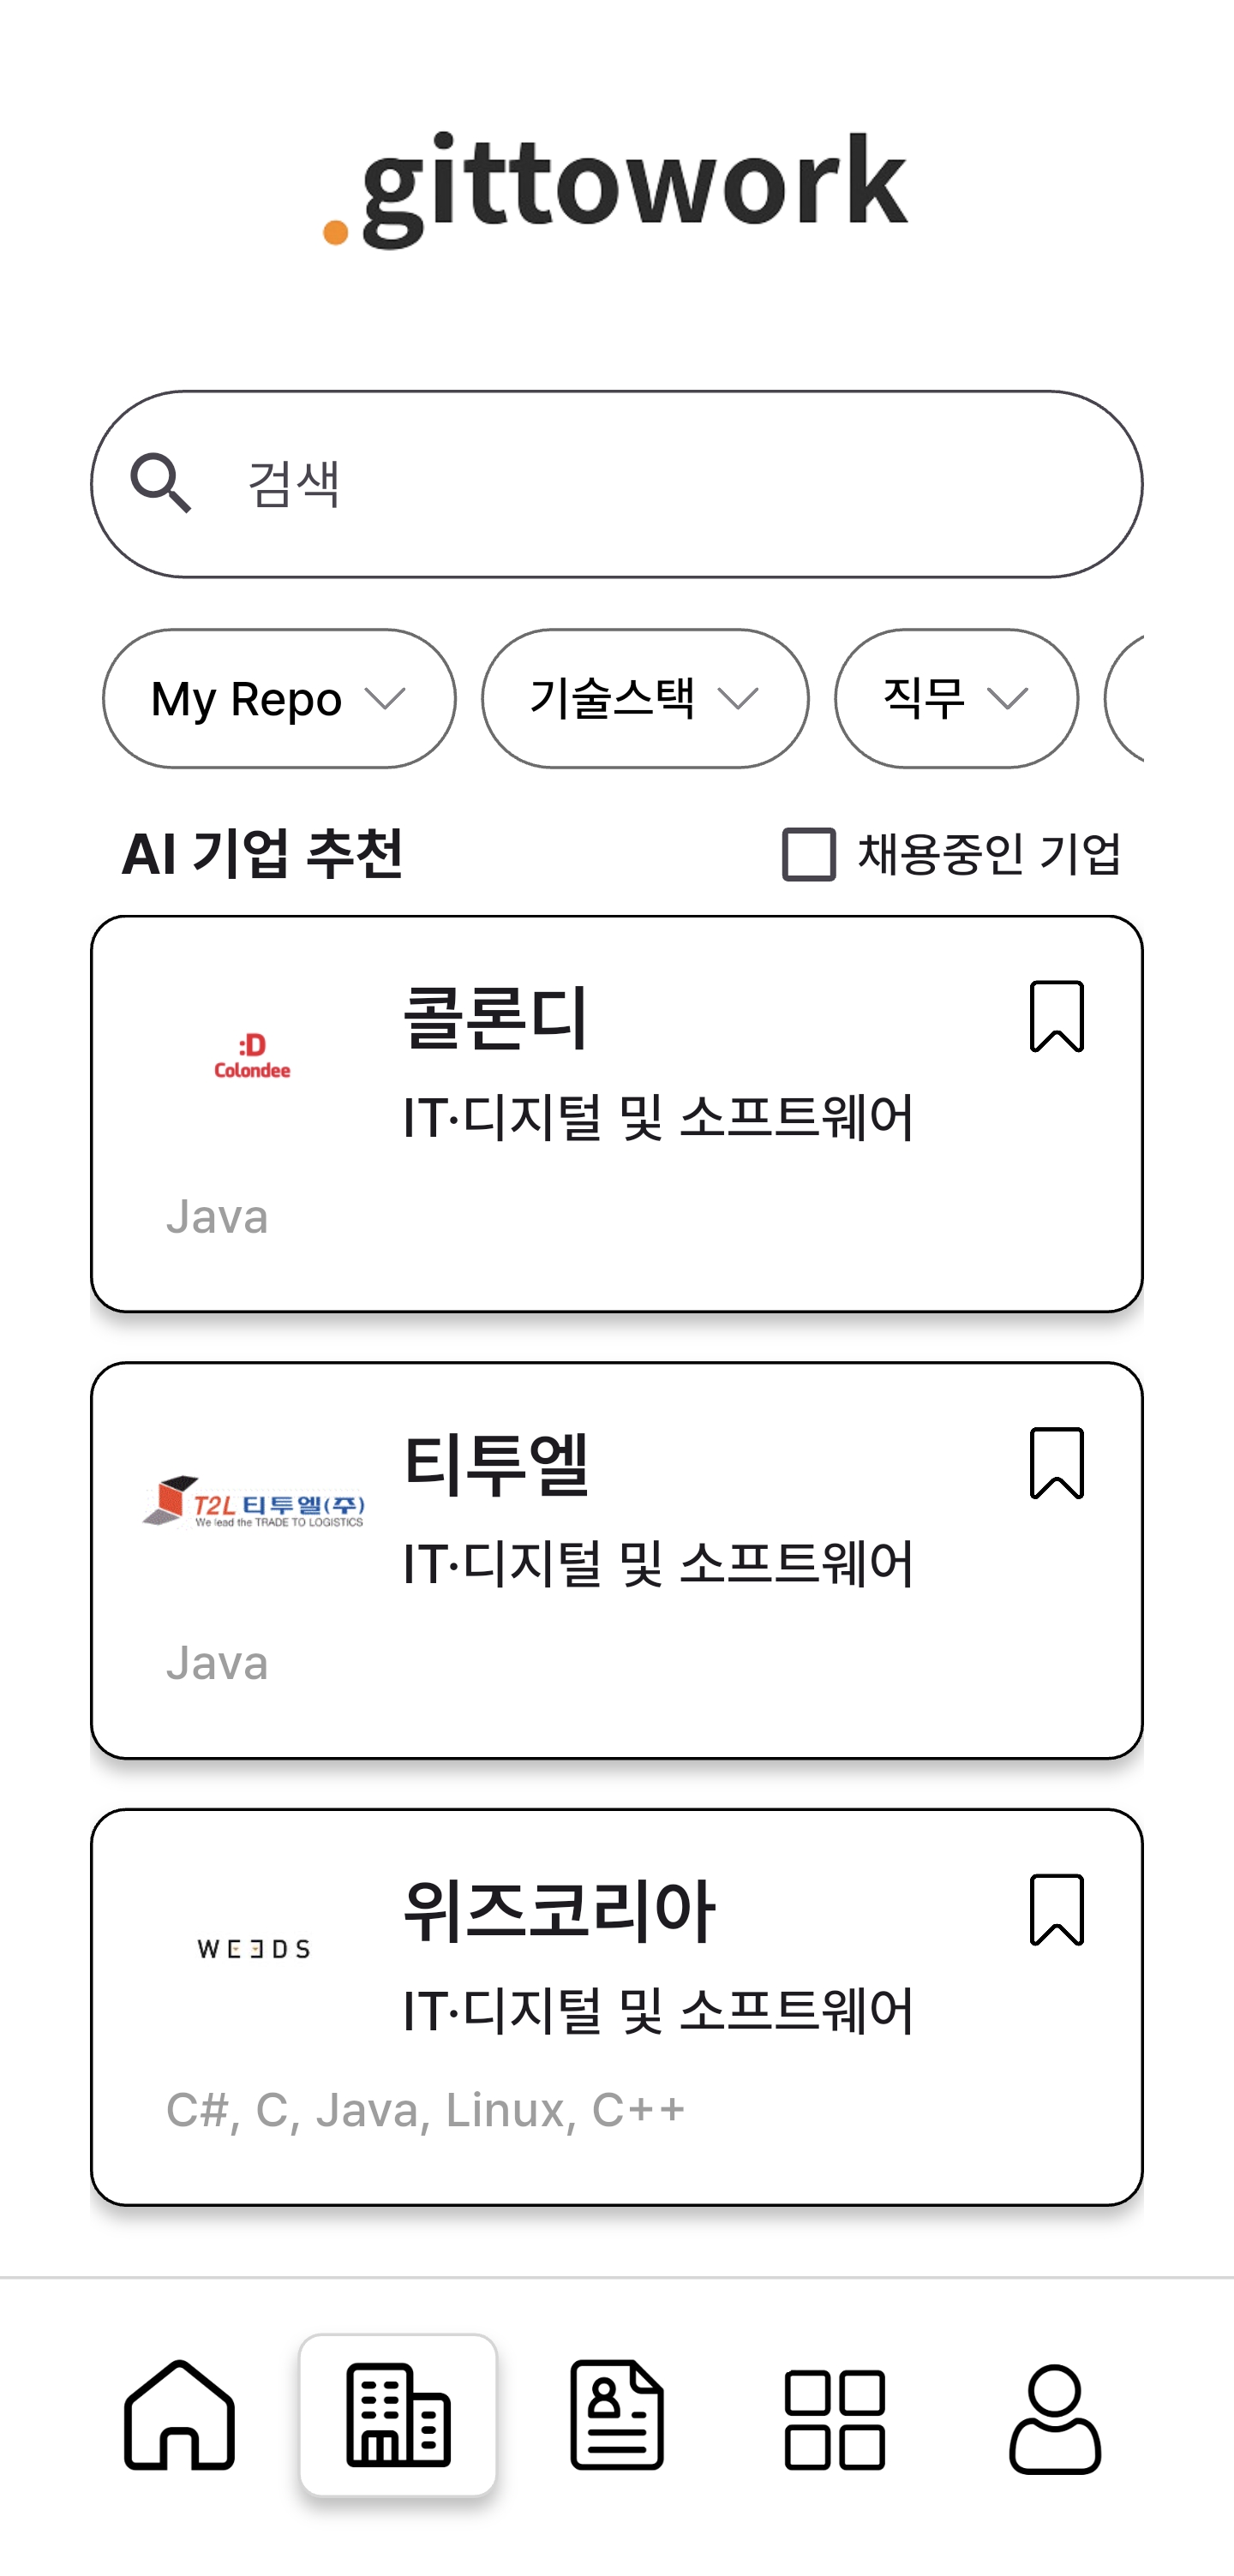 .gittowork
검색
My Repo
기술스택
직무
AI 기업 추천
채용중인 기업
:D
Colondee
콜론디
IT·디지털 및 소프트웨어
Java
T2L 티투엘(주)
We lead the TRADE TO LOGISTICS
티투엘
IT·디지털 및 소프트웨어
Java
WEEDS
위즈코리아
IT·디지털 및 소프트웨어
C#, C, Java, Linux, C++